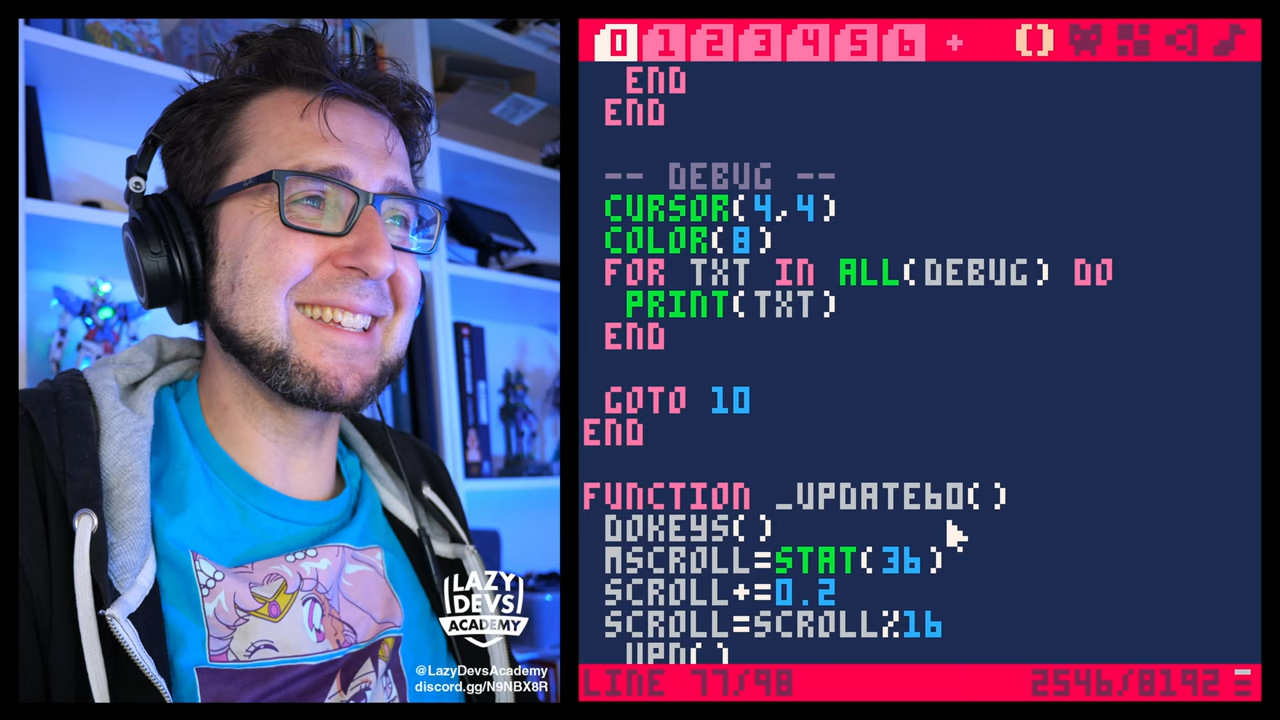 LAZY
DEVS
ACADEMY
@LazyDevsAcademy
discord.gg/N9NBX8R
0 1 2 3 4 5 6 + ()
END
END
-- DEBUG --
CURSOR(4,4)
COLOR(8)
FOR TXT IN ALL(DEBUG) DO
PRINT(TXT)
END
GOTO 10
END
FUNCTION _UPDATE60()
DOKEYS()
MSCROLL=STAT(36)
SCROLL+=0.2
SCROLL=SCROLL%16
_UPD()
LINE 77/98
2546/8192